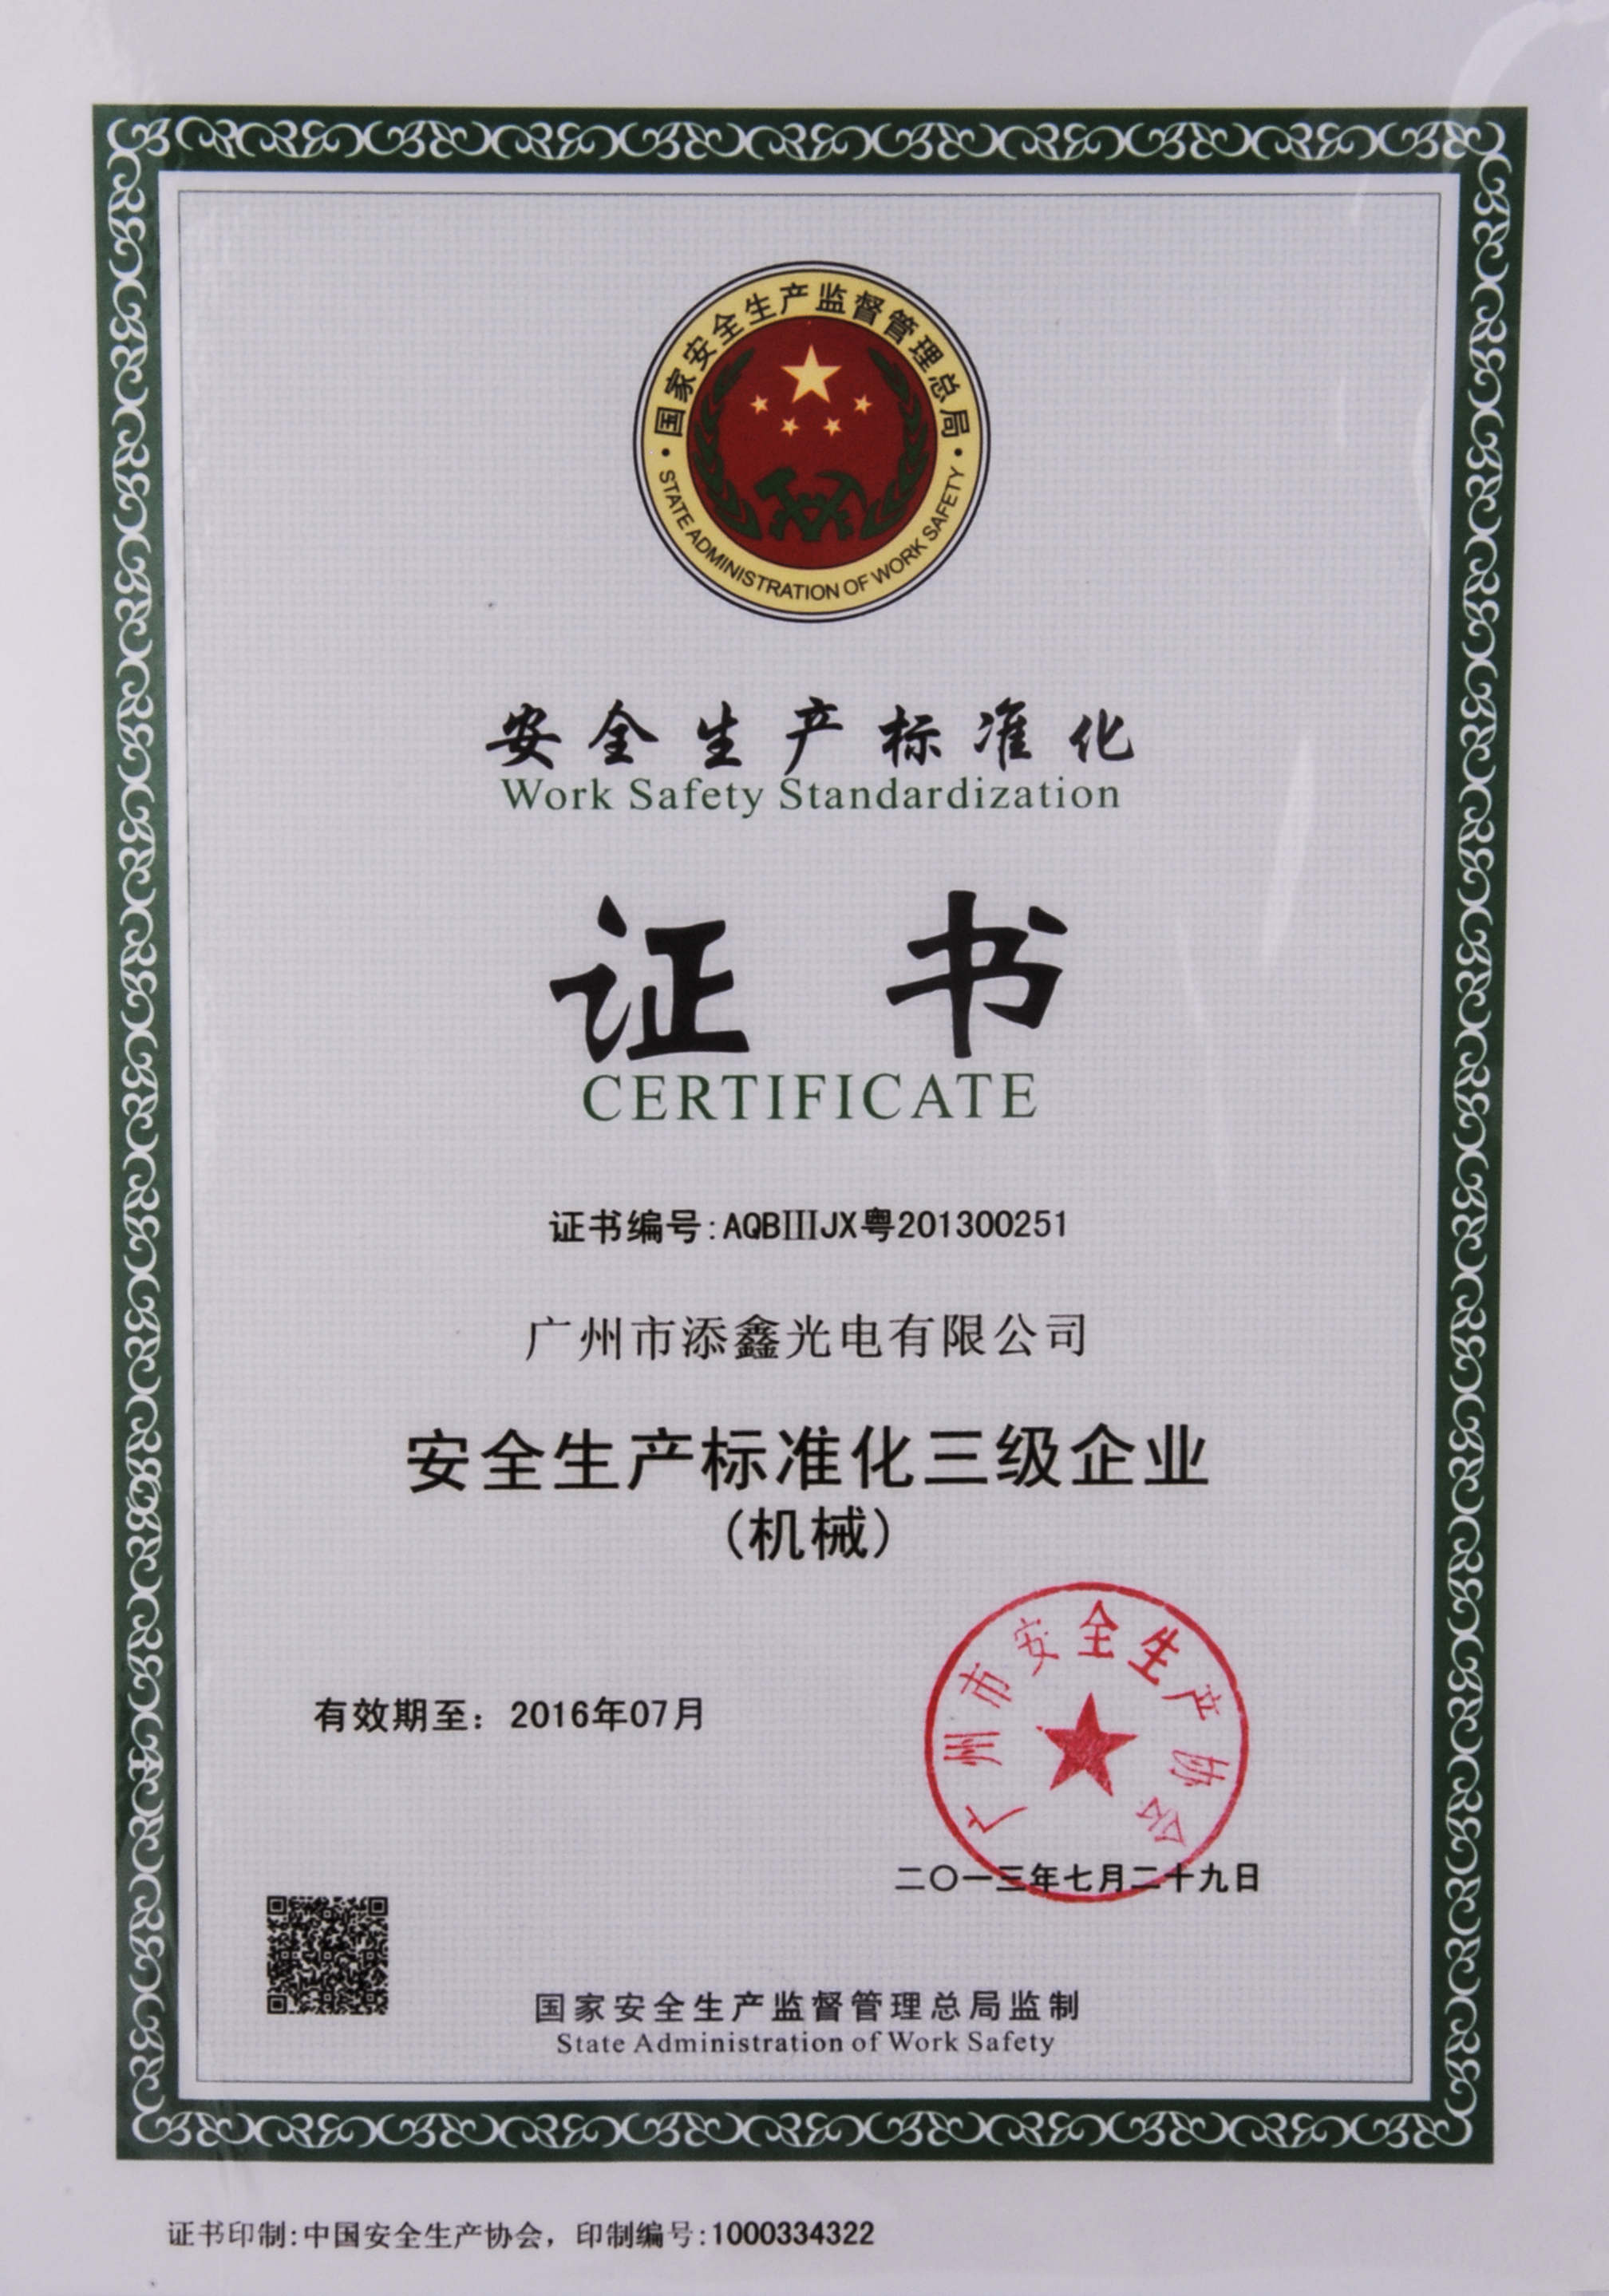 国家安全生产监督管理总局
STATE ADMINISTRATION OF WORK SAFETY
安全生产标准化
Work Safety Standardization
证书
CERTIFICATE
证书编号:AQBⅢJX粤201300251
广州市添鑫光电有限公司
安全生产标准化三级企业
(机械)
广州市安全生产协会
有效期至：2016年07月
二〇一三年七月二十九日
国家安全生产监督管理总局监制
State Administration of Work Safety
证书印制:中国安全生产协会，印制编号:1000334322